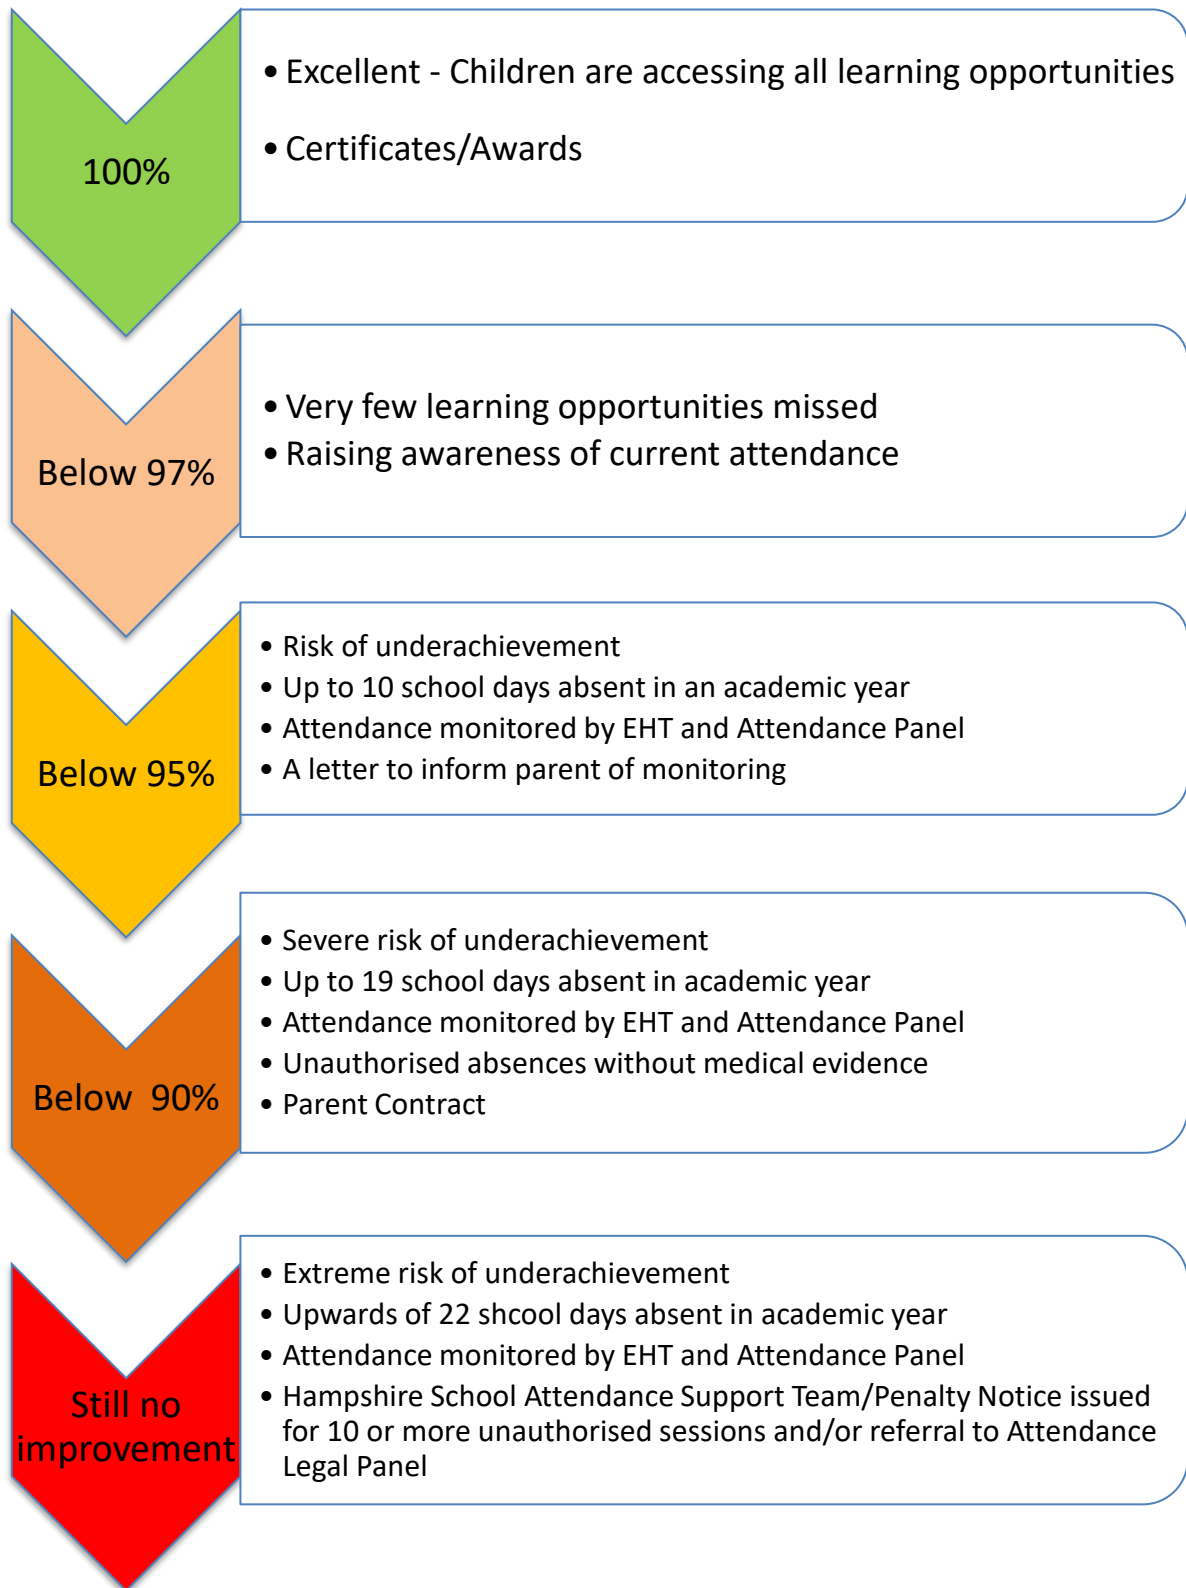 100%
• Excellent - Children are accessing all learning opportunities
• Certificates/Awards
Below 97%
• Very few learning opportunities missed
• Raising awareness of current attendance
Below 95%
• Risk of underachievement
• Up to 10 school days absent in an academic year
• Attendance monitored by EHT and Attendance Panel
• A letter to inform parent of monitoring
Below  90%
• Severe risk of underachievement
• Up to 19 school days absent in academic year
• Attendance monitored by EHT and Attendance Panel
• Unauthorised absences without medical evidence
• Parent Contract
Still no
improvement
• Extreme risk of underachievement
• Upwards of 22 shcool days absent in academic year
• Attendance monitored by EHT and Attendance Panel
• Hampshire School Attendance Support Team/Penalty Notice issued
for 10 or more unauthorised sessions and/or referral to Attendance
Legal Panel